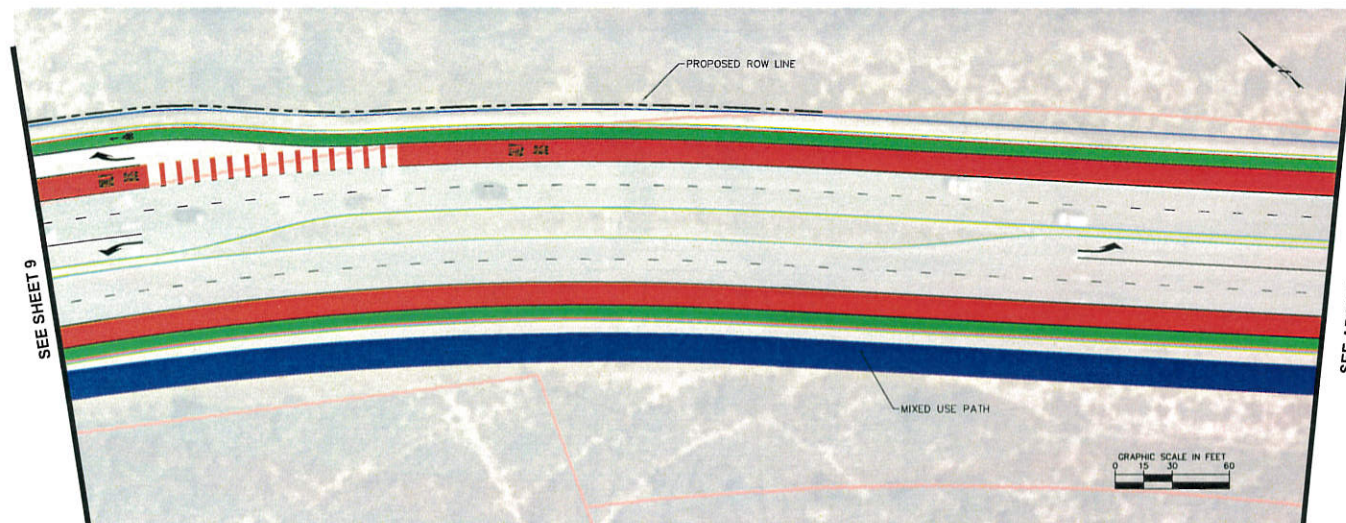 PROPOSED ROW LINE
SEE SHEET 9
MIXED USE PATH
GRAPHIC SCALE IN FEET
0 15 30 60